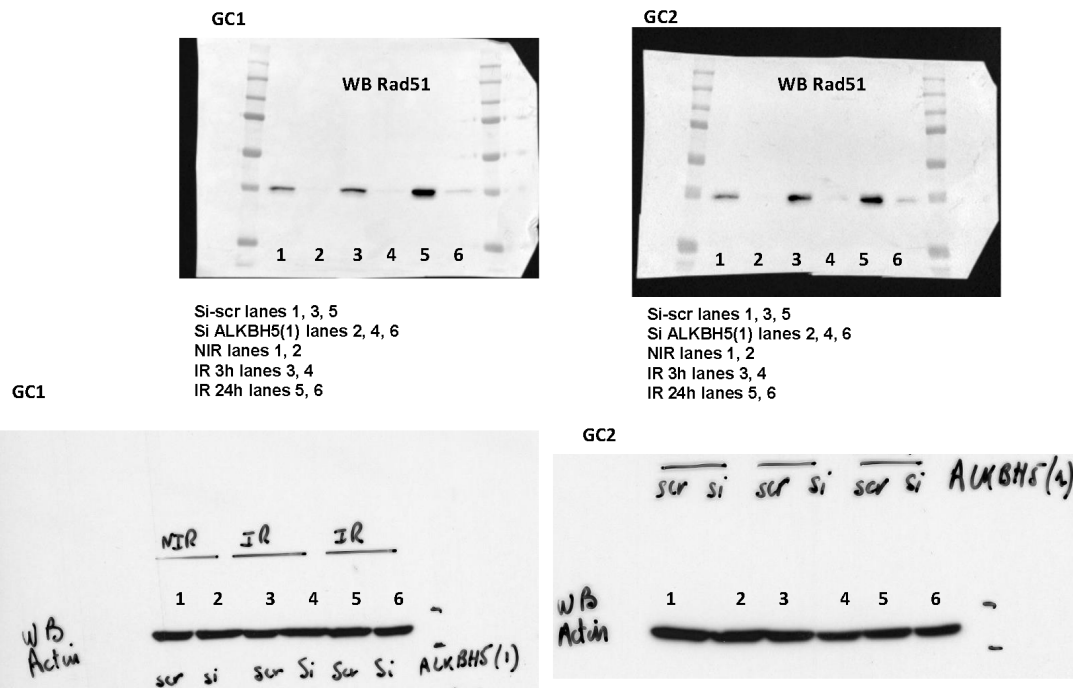 GC1
WB Rad51
1 2 3 4 5 6
Si-scr lanes 1, 3, 5
Si ALKBH5(1) lanes 2, 4, 6
NIR lanes 1, 2
IR 3h lanes 3, 4
IR 24h lanes 5, 6
GC2
WB Rad51
1 2 3 4 5 6
Si-scr lanes 1, 3, 5
Si ALKBH5(1) lanes 2, 4, 6
NIR lanes 1, 2
IR 3h lanes 3, 4
IR 24h lanes 5, 6
GC1
NIR IR IR
1 2 3 4 5 6
WB
Actin
scr si scr Si Scr Si ALKBH5(1)
GC2
scr si scr si scr si ALKBH5(1)
1 2 3 4 5 6
WB
Actin